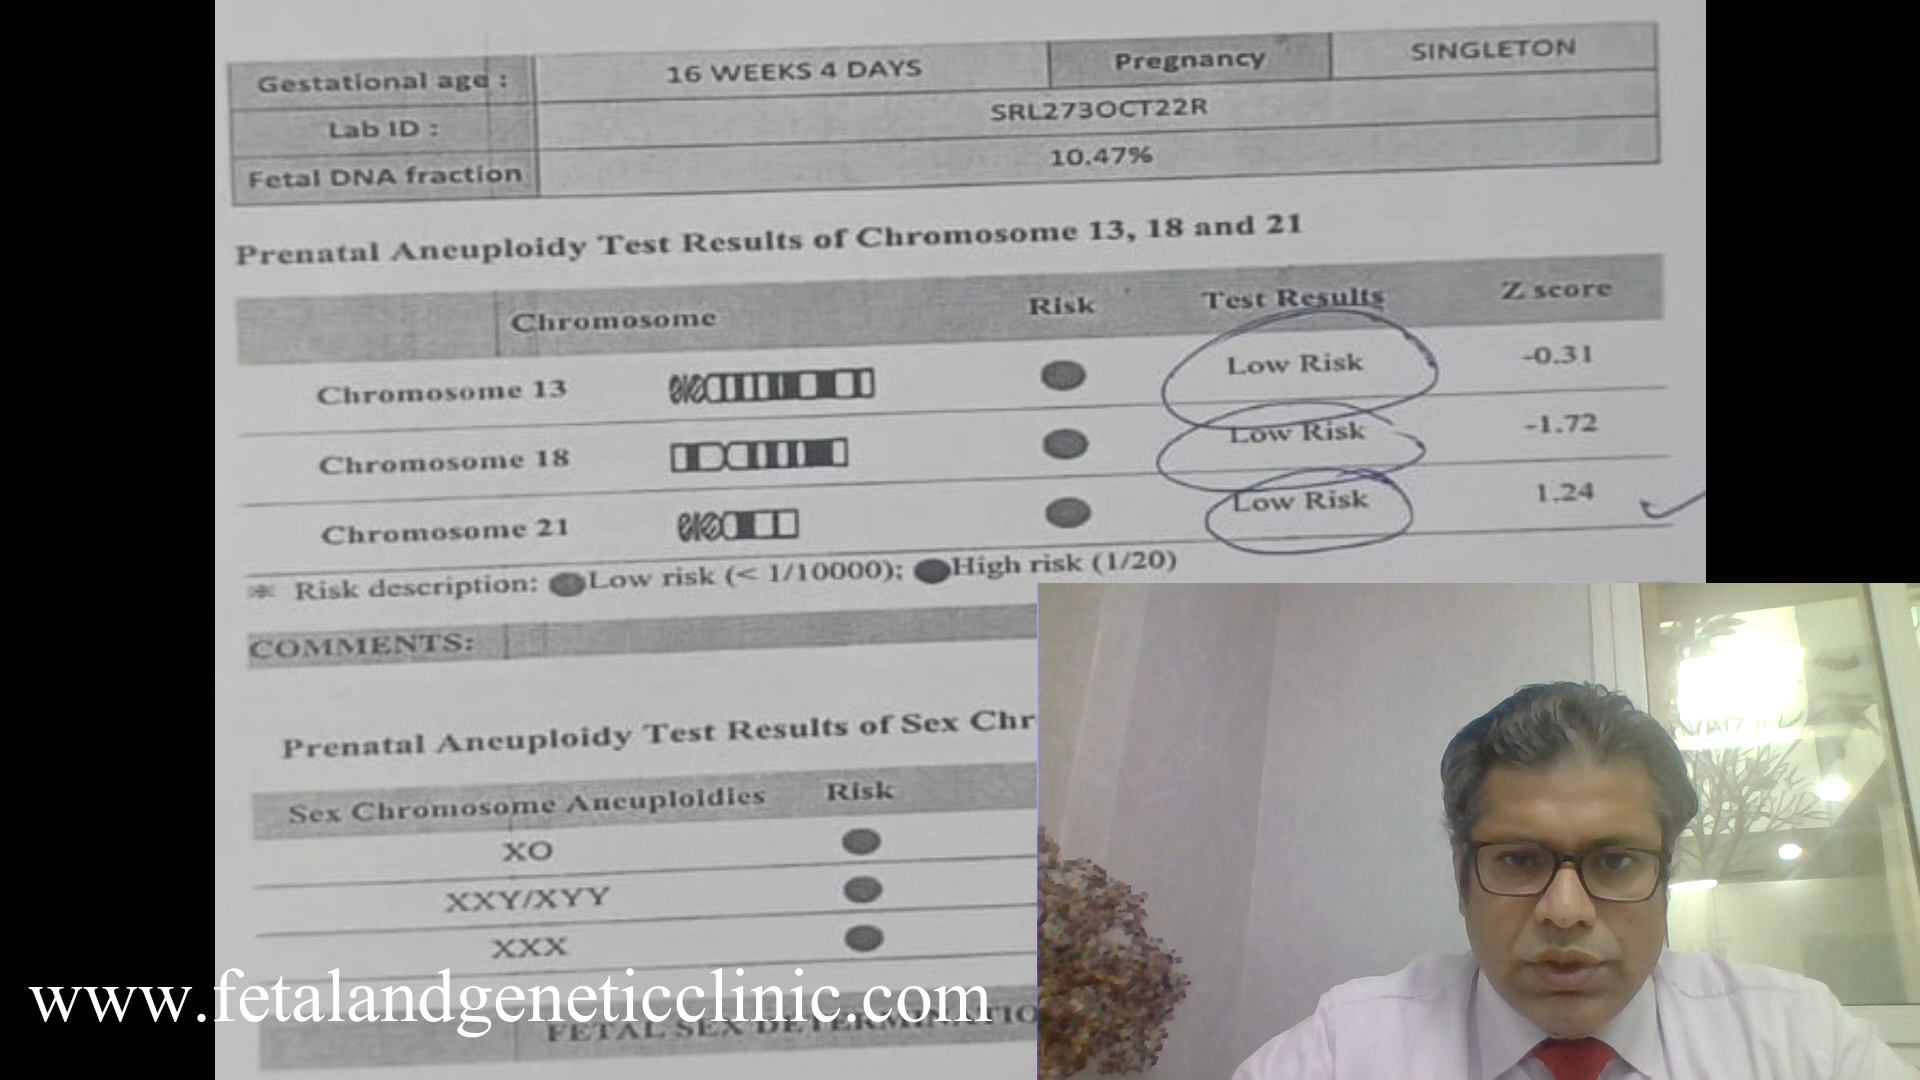 Gestational age : 16 WEEKS 4 DAYS Pregnancy SINGLETON
Lab ID : SRL273OCT22R
Fetal DNA fraction 10.47%
Prenatal Aneuploidy Test Results of Chromosome 13, 18 and 21
Chromosome Risk Test Results Z score
Chromosome 13 Low Risk -0.31
Chromosome 18 Low Risk -1.72
Chromosome 21 Low Risk 1.24
* Risk description: Low risk (< 1/10000); High risk (1/20)
COMMENTS:
Prenatal Aneuploidy Test Results of Sex Chr
Sex Chromosome Aneuploidies Risk
XO
XXY/XYY
XXX
www.fetalandgeneticclinic.com
FETAL SEX DETERMINATIO